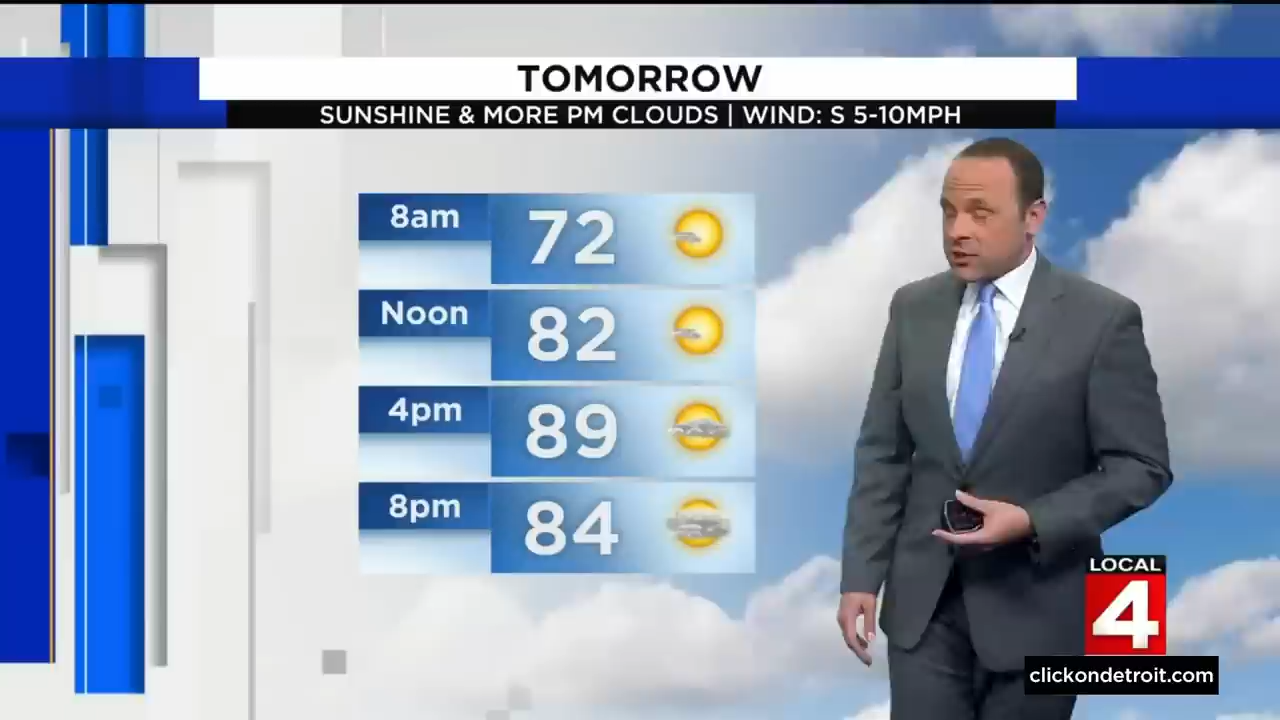 TOMORROW
SUNSHINE & MORE PM CLOUDS | WIND: S 5-10MPH
8am 72
Noon 82
4pm 89
8pm 84
LOCAL
4
clickondetroit.com